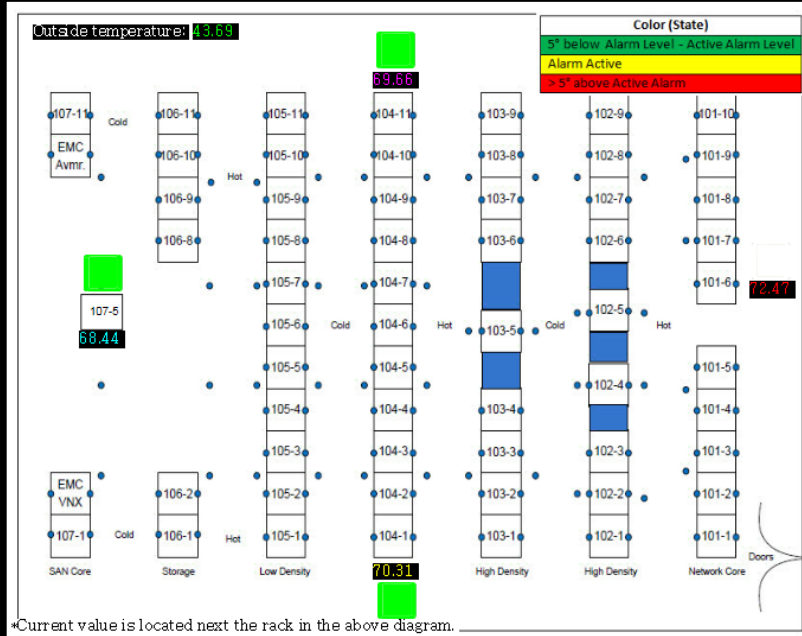 Outside temperature: 43.69
Color (State)
5° below Alarm Level - Active Alarm Level
Alarm Active
> 5° above Active Alarm
69.66
107-11 Cold 106-11 105-11 104-11 103-9 102-9 101-10
EMC Avmr. 106-10 105-10 104-10 103-8 102-8 101-9
Hot
106-9 105-9 104-9 103-7 102-7 101-8
106-8 105-8 104-8 103-6 102-6 101-7
105-7 104-7 101-6
72.47
107-5
68.44
105-6 Cold 104-6 Hot 103-5 Cold 102-5 Hot
105-5 104-5 102-4 101-5
105-4 104-4 103-4 101-4
105-3 104-3 103-3 102-3 101-3
EMC VNX 106-2 105-2 104-2 103-2 102-2 101-2
107-1 Cold 106-1 Hot 105-1 104-1 103-1 102-1 101-1
Doors
SAN Core Storage Low Density 70.31 High Density High Density Network Core
*Current value is located next the rack in the above diagram.